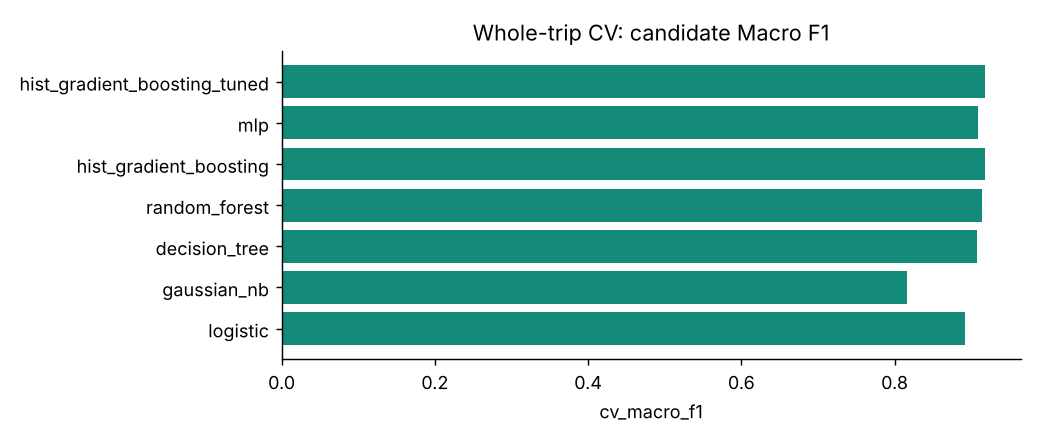 Whole-trip CV: candidate Macro F1
hist_gradient_boosting_tuned
mlp
hist_gradient_boosting
random_forest
decision_tree
gaussian_nb
logistic
0.0 0.2 0.4 0.6 0.8
cv_macro_f1